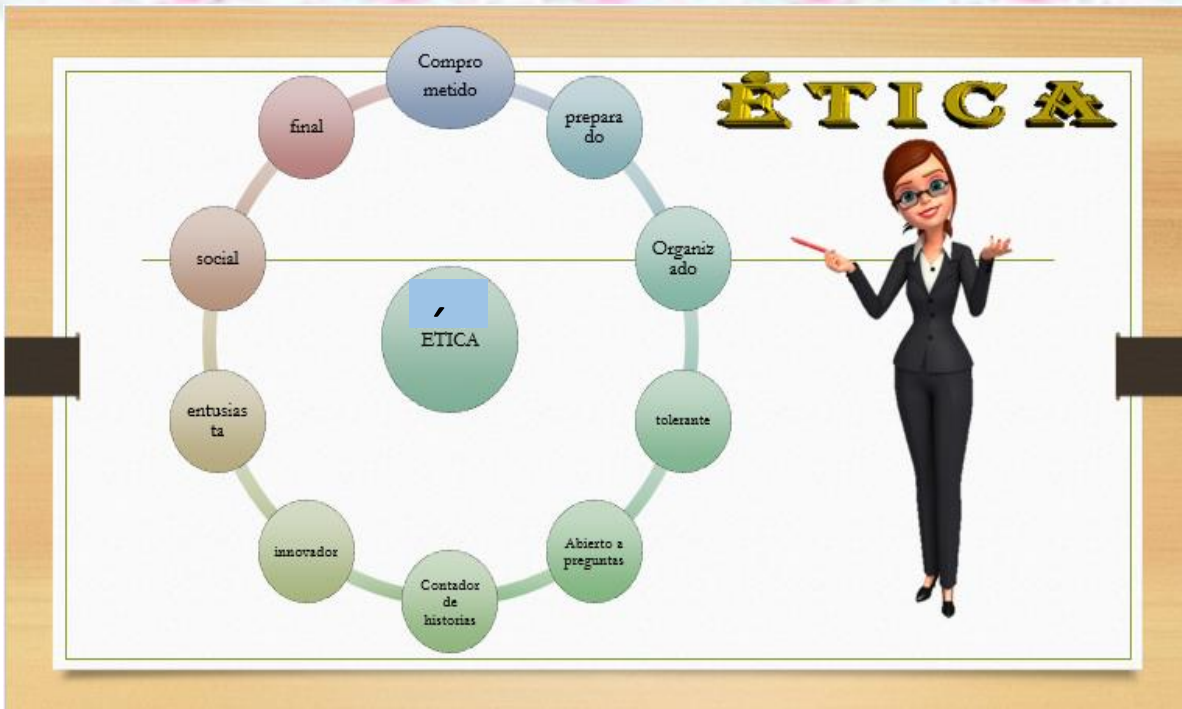 ÉTICA
Compro
metido
prepara
do
Organiz
ado
tolerante
Abierto a
preguntas
Contador
de
historias
innovador
entusias
ta
social
final
´
ETICA